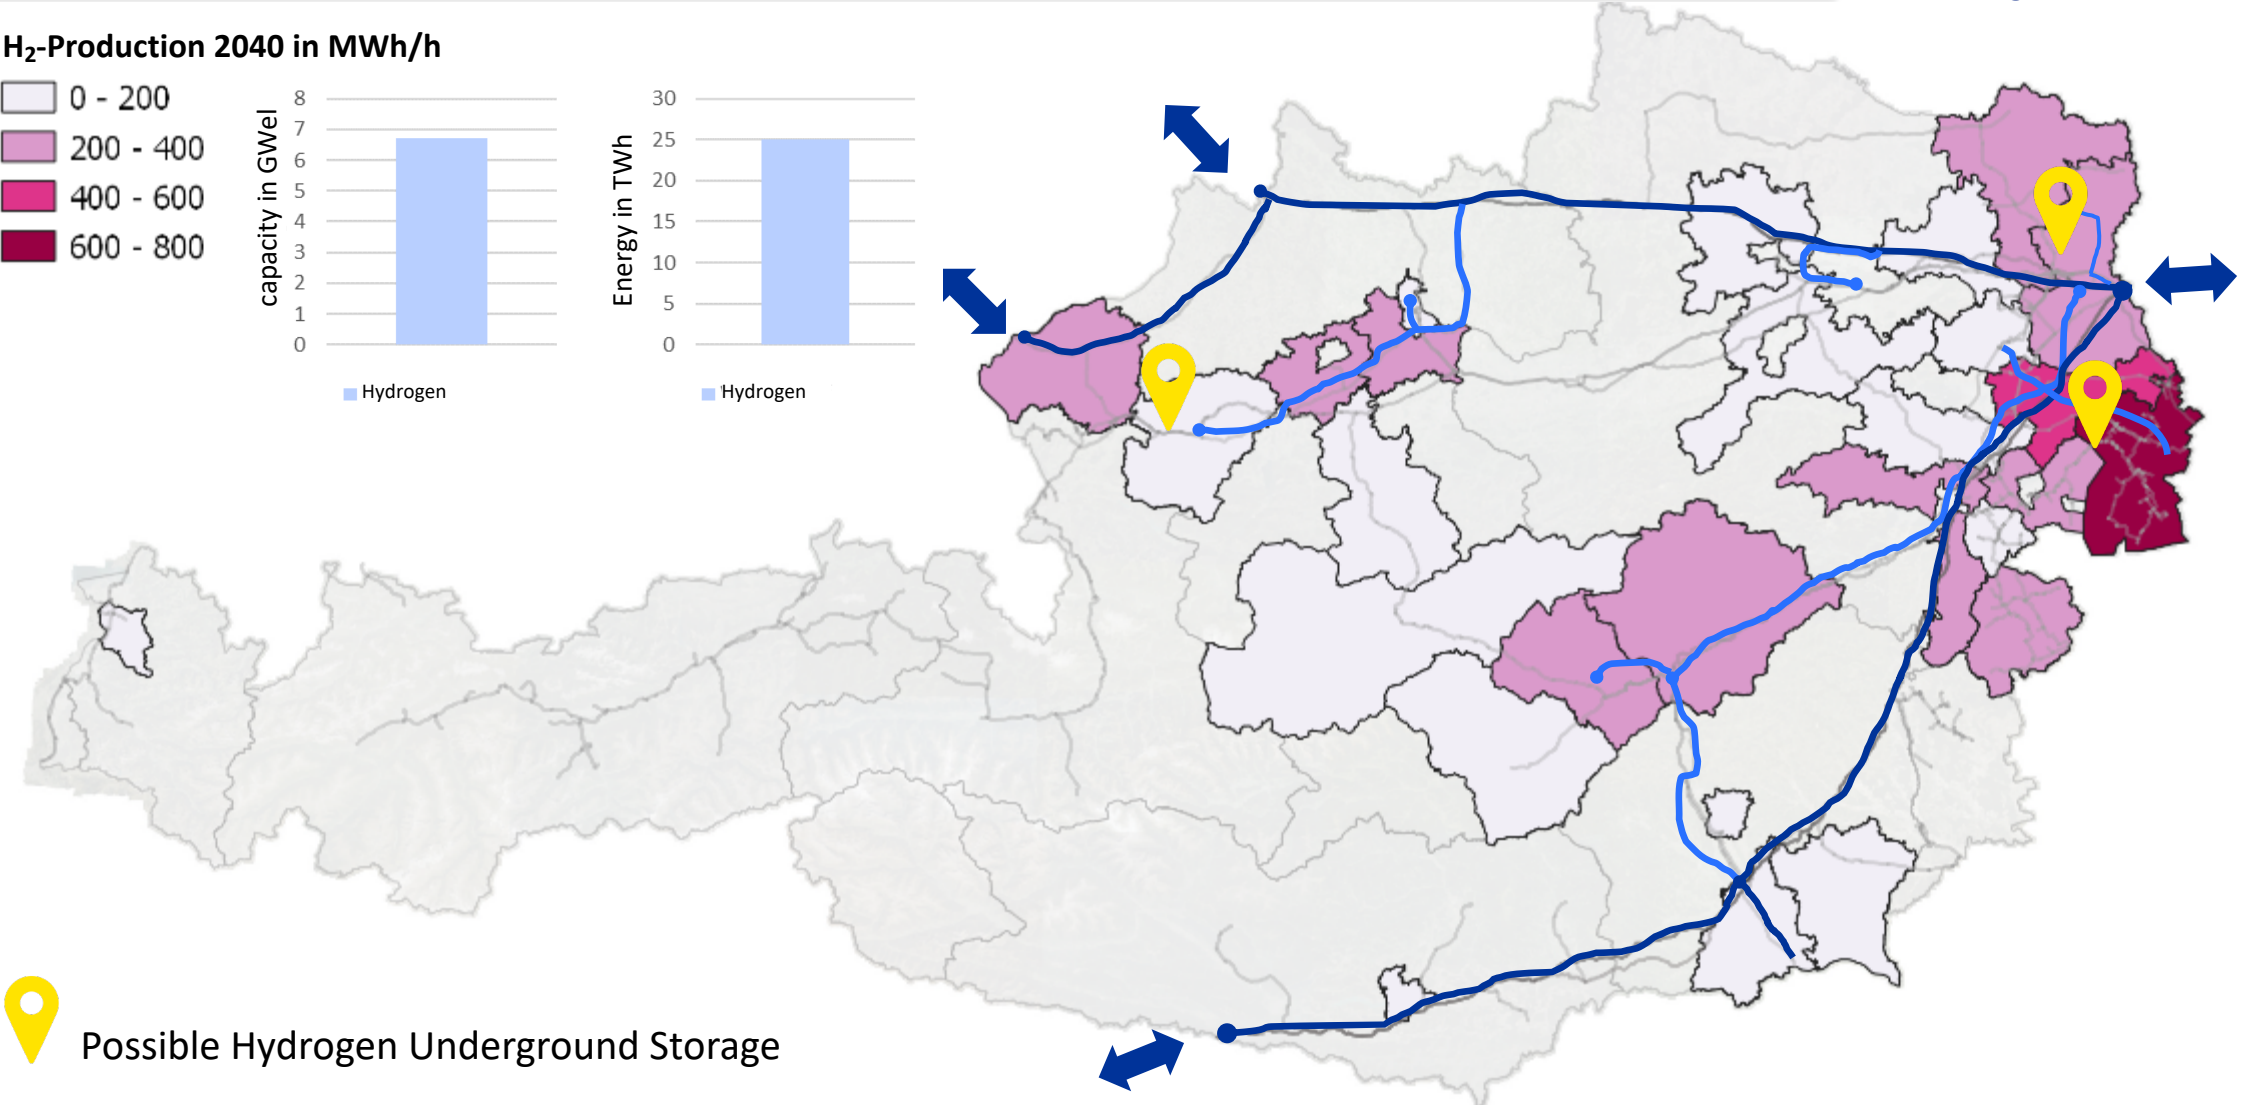 H₂-Production 2040 in MWh/h
0 - 200
200 - 400
400 - 600
600 - 800
capacity in GWel
8
7
6
5
4
3
2
1
0
Hydrogen
Energy in TWh
30
25
20
15
10
5
0
Hydrogen
Possible Hydrogen Underground Storage